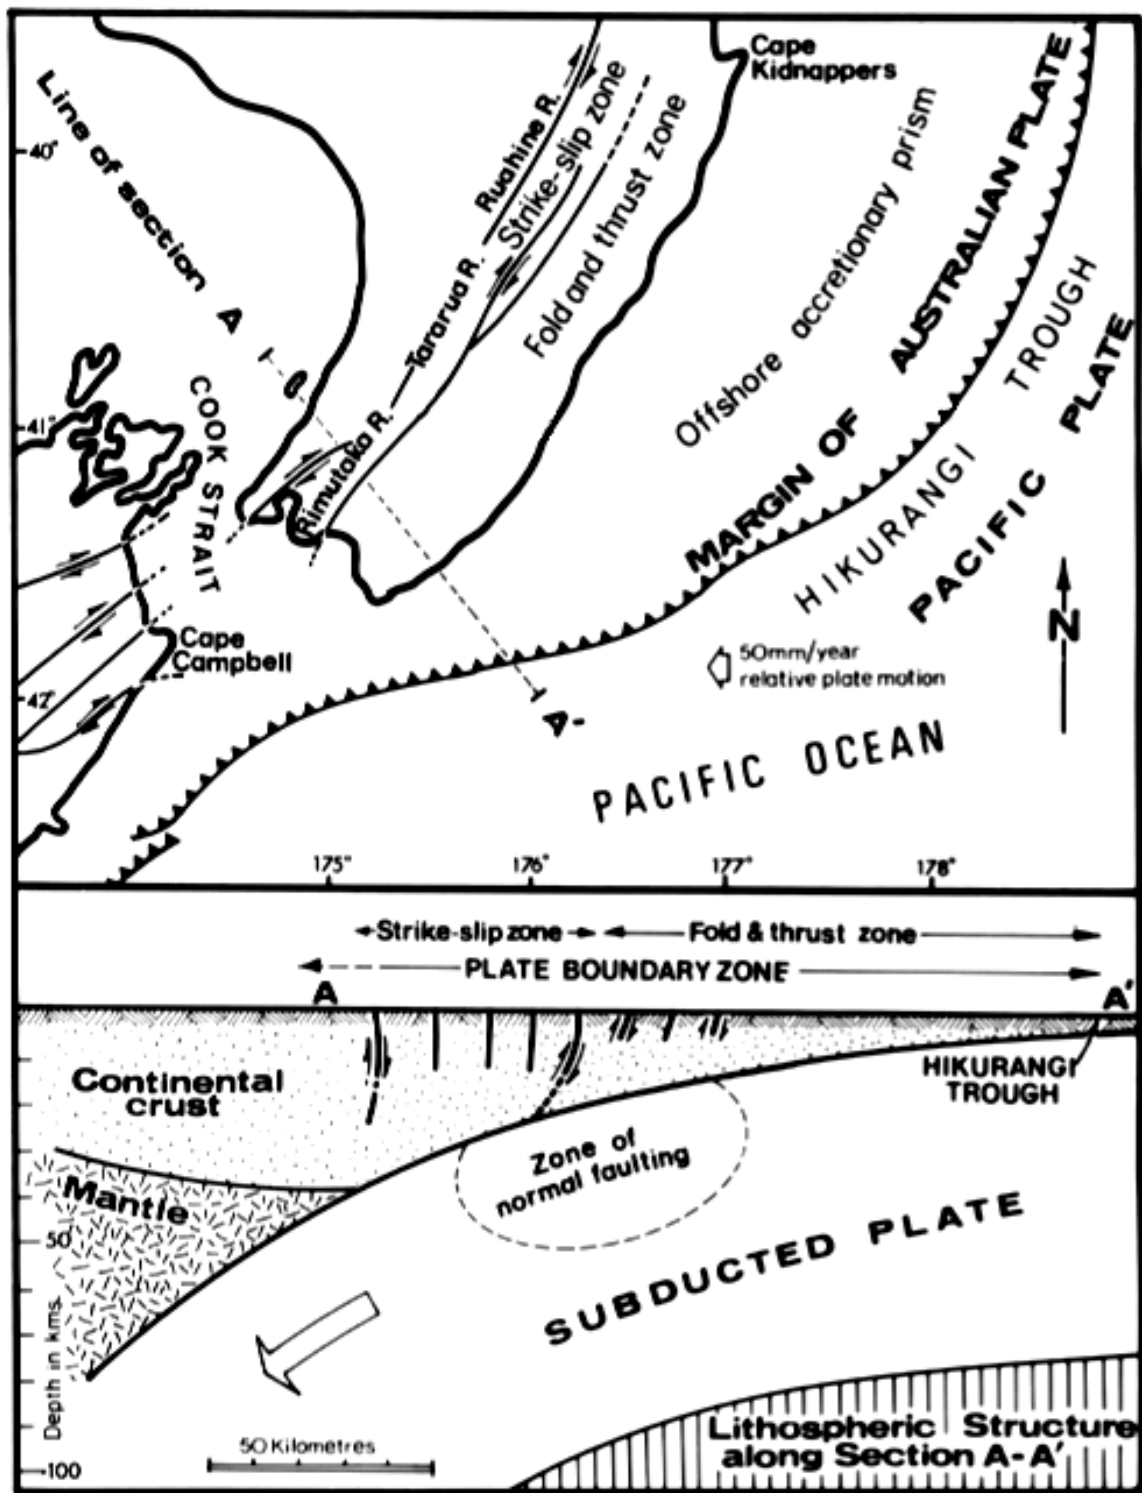 Cape
Kidnappers
Line of section A
40°
Ruahine R.
Strike-slip zone
Fold and thrust zone
Tararua R.
Offshore accretionary prism
MARGIN OF AUSTRALIAN PLATE
HIKURANGI TROUGH
PACIFIC PLATE
41°
COOK STRAIT
Rimutaka R.
N
Cape
Campbell
50mm/year
relative plate motion
42°
A-
PACIFIC OCEAN
175° 176° 177° 178°
Strike-slip zone Fold & thrust zone
PLATE BOUNDARY ZONE
A A'
HIKURANGI
TROUGH
Continental
crust
Zone of
normal faulting
Mantle
50
SUBDUCTED PLATE
Depth in kms.
Lithospheric Structure
along Section A-A'
50 Kilometres
100